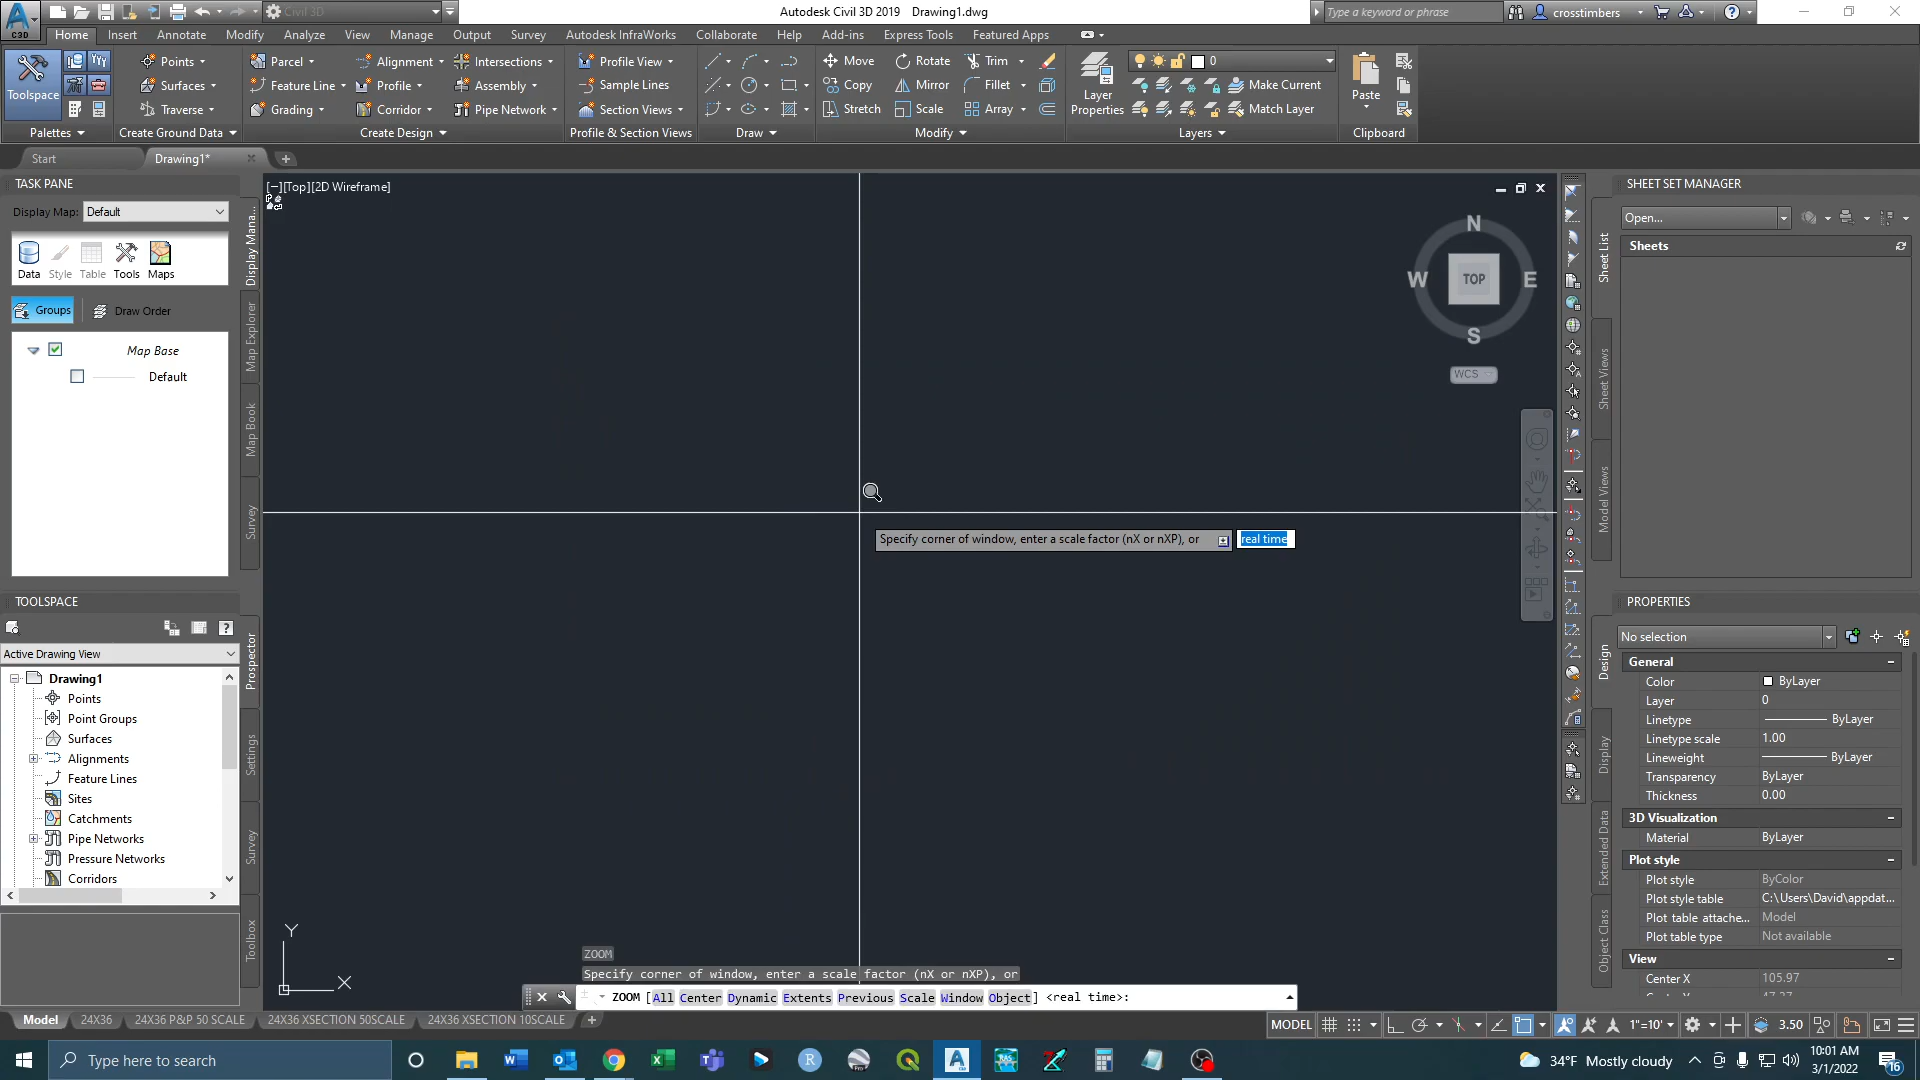 Civil 3D
Autodesk Civil 3D 2019 Drawing1.dwg
Type a keyword or phrase
crosstimbers
C3D
Home Insert Annotate Modify Analyze View Manage Output Survey Autodesk InfraWorks Collaborate Help Add-ins Express Tools Featured Apps
Points Parcel Alignment Intersections Profile View Move Rotate Trim 0
Toolspace Surfaces Feature Line Profile Assembly Sample Lines Copy Mirror Fillet Layer Properties Make Current Paste
Traverse Grading Corridor Pipe Network Section Views Stretch Scale Array Match Layer
Palettes Create Ground Data Create Design Profile & Section Views Draw Modify Layers Clipboard
Start Drawing1*
TASK PANE
Display Map: Default
Data Style Table Tools Maps
Groups Draw Order
Map Base
Default
Display Mana...
Map Explorer
Map Book
Survey
[−][Top][2D Wireframe]
N
W TOP E
S
WCS
Specify corner of window, enter a scale factor (nX or nXP), or real time
TOOLSPACE
Active Drawing View
Drawing1
Points
Point Groups
Surfaces
Alignments
Feature Lines
Sites
Catchments
Pipe Networks
Pressure Networks
Corridors
Prospector
Settings
Survey
Toolbox
Y
X
ZOOM
Specify corner of window, enter a scale factor (nX or nXP), or
ZOOM [All Center Dynamic Extents Previous Scale Window Object] <real time>:
SHEET SET MANAGER
Open...
Sheets
Sheet List
Sheet Views
Model Views
PROPERTIES
No selection
General
Color ByLayer
Layer 0
Linetype ByLayer
Linetype scale 1.00
Lineweight ByLayer
Transparency ByLayer
Thickness 0.00
3D Visualization
Material ByLayer
Plot style
Plot style ByColor
Plot style table C:\Users\David\appdat...
Plot table attache... Model
Plot table type Not available
View
Center X 105.97
Design
Display
Extended Data
Object Class
Model 24X36 24X36 P&P 50 SCALE 24X36 XSECTION 50SCALE 24X36 XSECTION 10SCALE
MODEL 1"=10' 3.50
Type here to search
34°F Mostly cloudy
10:01 AM
3/1/2022
16